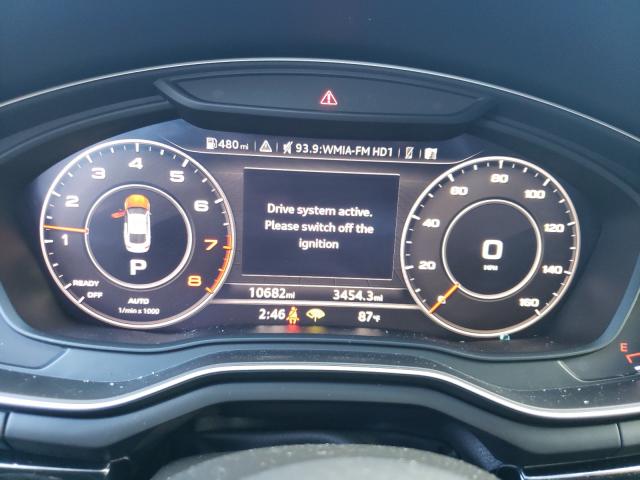 480 mi 93.9:WMIA-FM HD1
Drive system active.
Please switch off the
ignition
1 2 3 4 5 6 7 8
READY
OFF
P
AUTO
1/min x 1000
0 20 40 60 80 100 120 140 160
0
MPH
10682mi 3454.3mi
2:46 87°F
E